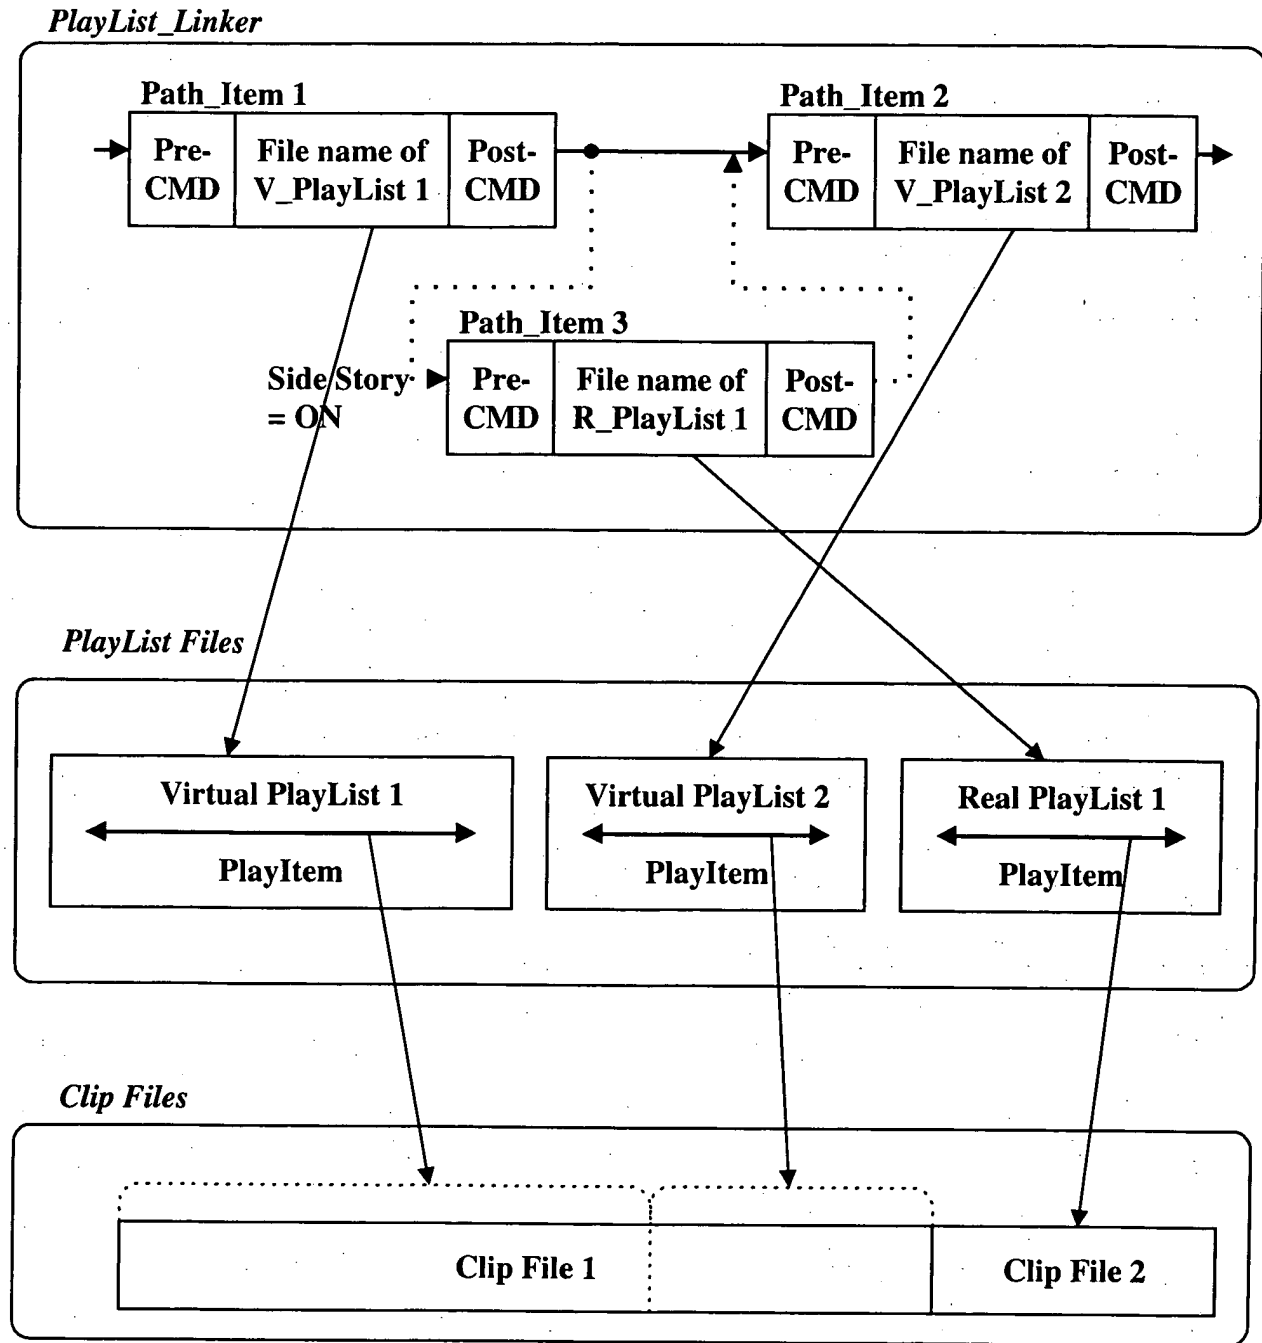 PlayList_Linker
Path_Item 1
Pre-
CMD
File name of
V_PlayList 1
Post-
CMD
Path_Item 2
Pre-
CMD
File name of
V_PlayList 2
Post-
CMD
Side Story
= ON
Path_Item 3
Pre-
CMD
File name of
R_PlayList 1
Post-
CMD
PlayList Files
Virtual PlayList 1
PlayItem
Virtual PlayList 2
PlayItem
Real PlayList 1
PlayItem
Clip Files
Clip File 1
Clip File 2